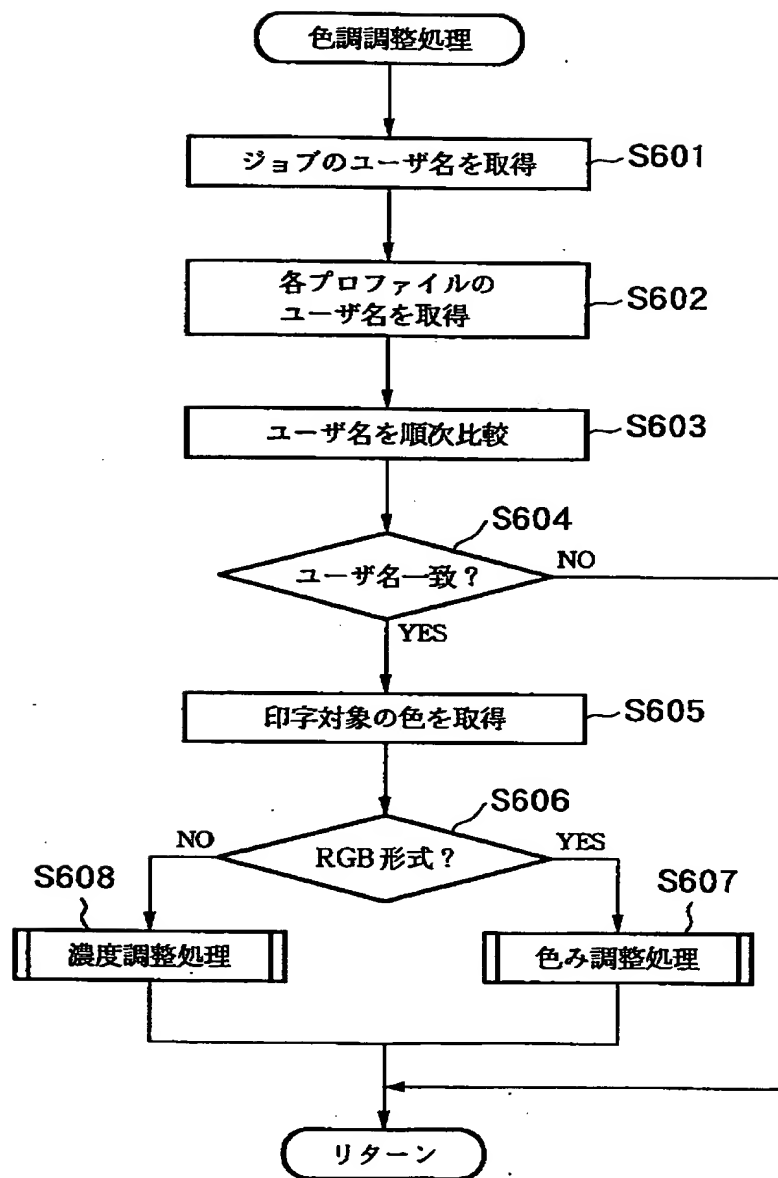 色調調整処理
ジョブのユーザ名を取得
S601
各プロファイルの
ユーザ名を取得
S602
ユーザ名を順次比較
S603
S604
ユーザ名一致？
NO
YES
印字対象の色を取得
S605
S606
NO
RGB形式？
YES
S608
S607
濃度調整処理
色み調整処理
リターン